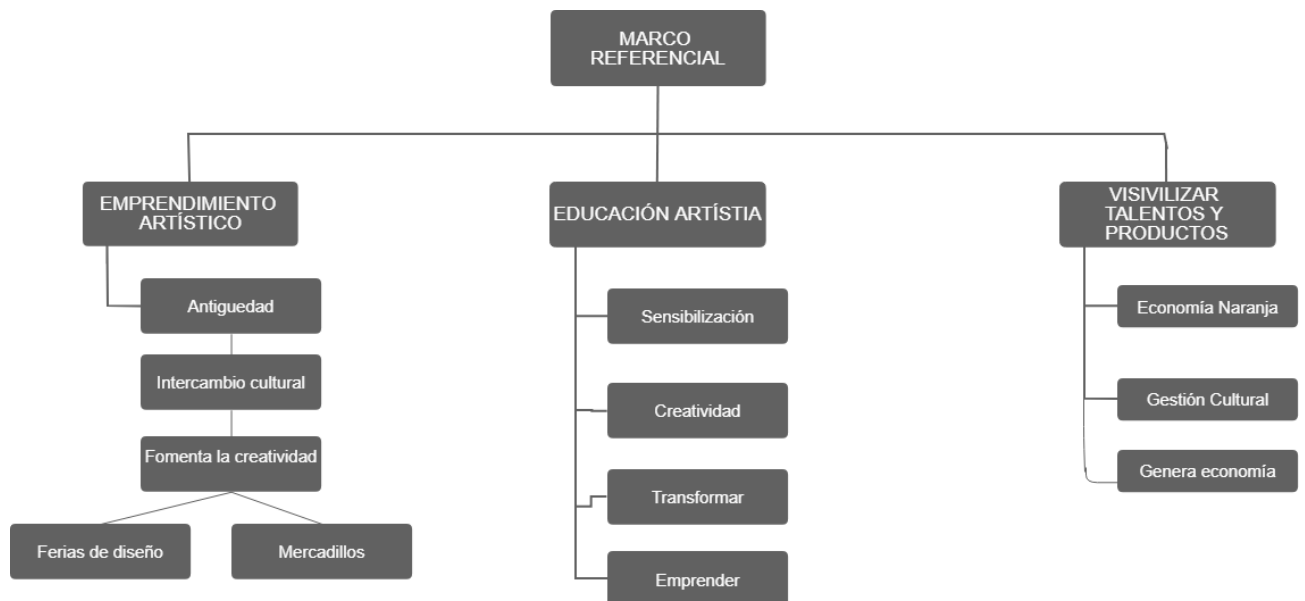 MARCO
REFERENCIAL
EMPRENDIMIENTO
ARTÍSTICO
Antiguedad
Intercambio cultural
Fomenta la creatividad
Ferias de diseño
Mercadillos
EDUCACIÓN ARTÍSTIA
Sensibilización
Creatividad
Transformar
Emprender
VISIVILIZAR
TALENTOS Y
PRODUCTOS
Economía Naranja
Gestión Cultural
Genera economía